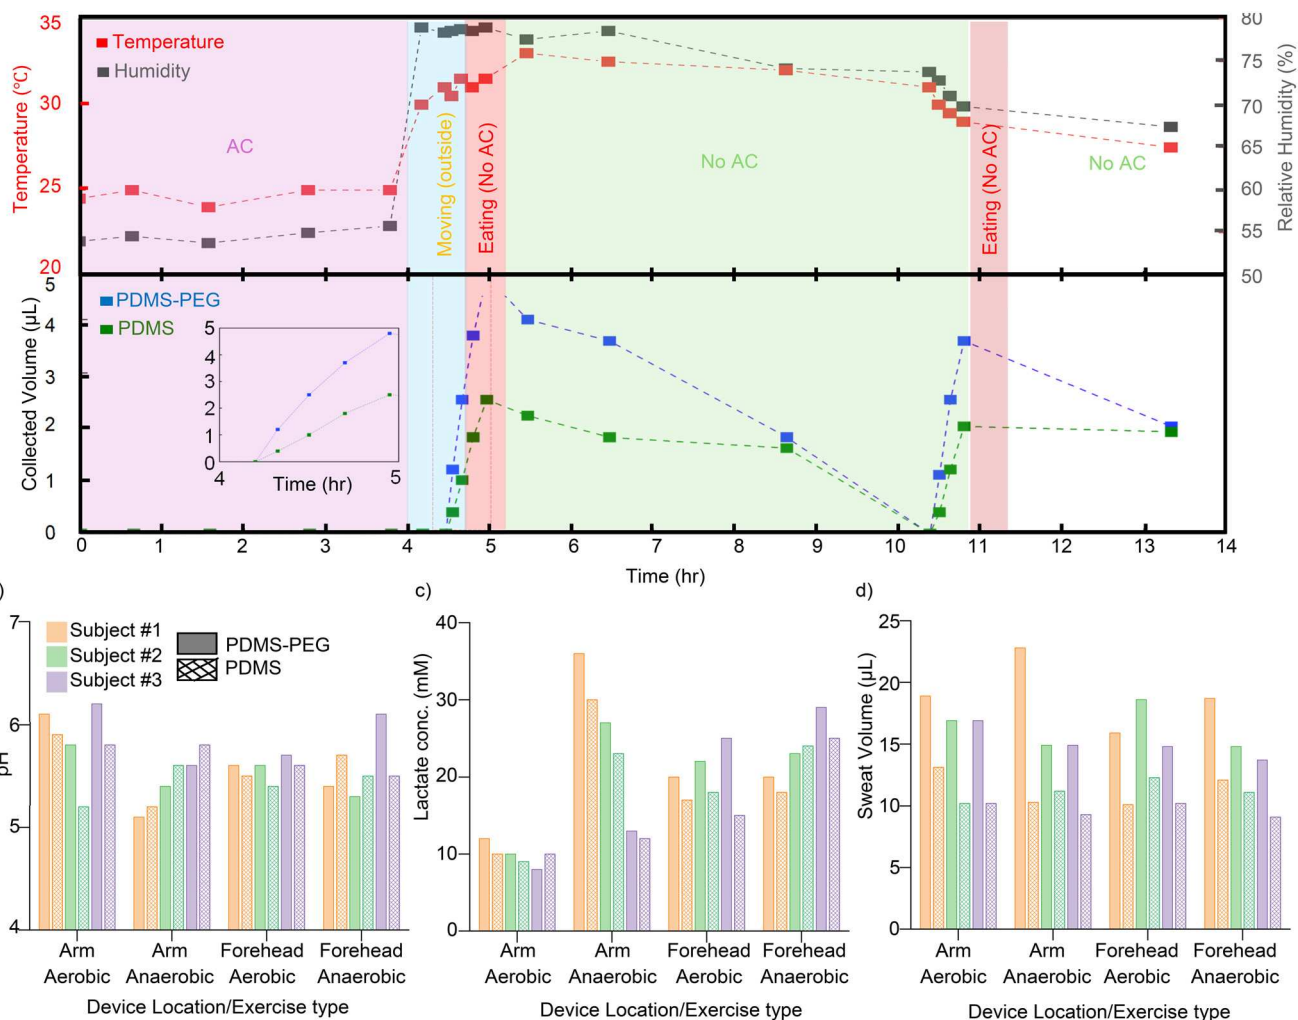 35
30
25
20
Temperature (°C)
Temperature
Humidity
AC
Moving (outside)
Eating (No AC)
No AC
Eating (No AC)
No AC
80
75
70
65
60
55
50
Relative Humidity (%)
5
4
3
2
1
0
Collected Volume (µL)
PDMS-PEG
PDMS
5
4
3
2
1
0
4
5
Time (hr)
0 1 2 3 4 5 6 7 8 9 10 11 12 13 14
Time (hr)
)
7
6
5
4
pH
Subject #1
Subject #2
Subject #3
PDMS-PEG
PDMS
Arm Arm Forehead Forehead
Aerobic Anaerobic Aerobic Anaerobic
Device Location/Exercise type
c)
40
30
20
10
0
Lactate conc. (mM)
Arm Arm Forehead Forehead
Aerobic Anaerobic Aerobic Anaerobic
Device Location/Exercise type
d)
25
20
15
10
5
0
Sweat Volume (µL)
Arm Arm Forehead Forehead
Aerobic Anaerobic Aerobic Anaerobic
Device Location/Exercise type